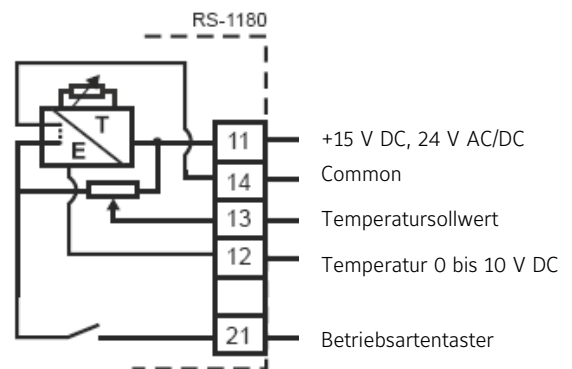 RS-1180
T
E
11 +15 V DC, 24 V AC/DC
14 Common
13 Temperatursollwert
12 Temperatur 0 bis 10 V DC
21 Betriebsartentaster